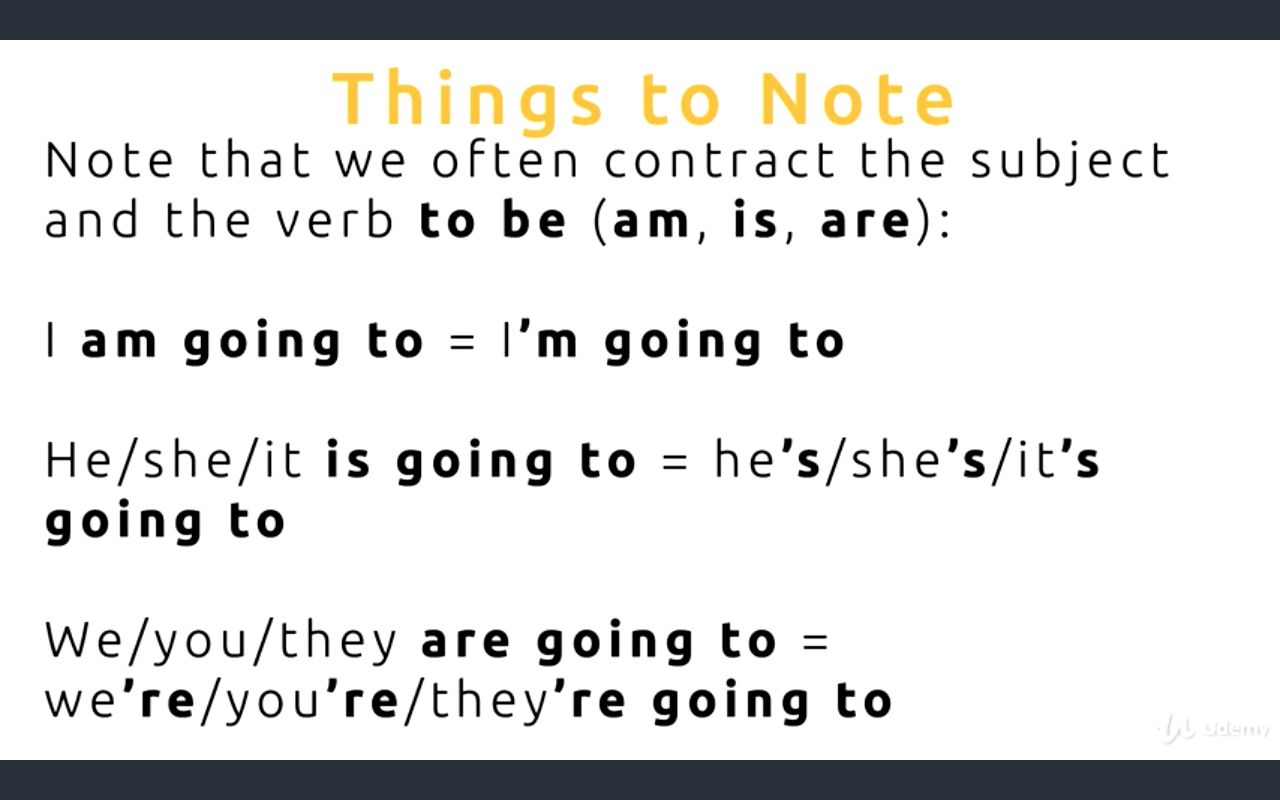 Things to Note
Note that we often contract the subject
and the verb to be (am, is, are):
I am going to = I’m going to
He/she/it is going to = he’s/she’s/it’s
going to
We/you/they are going to =
we’re/you’re/they’re going to
Udemy